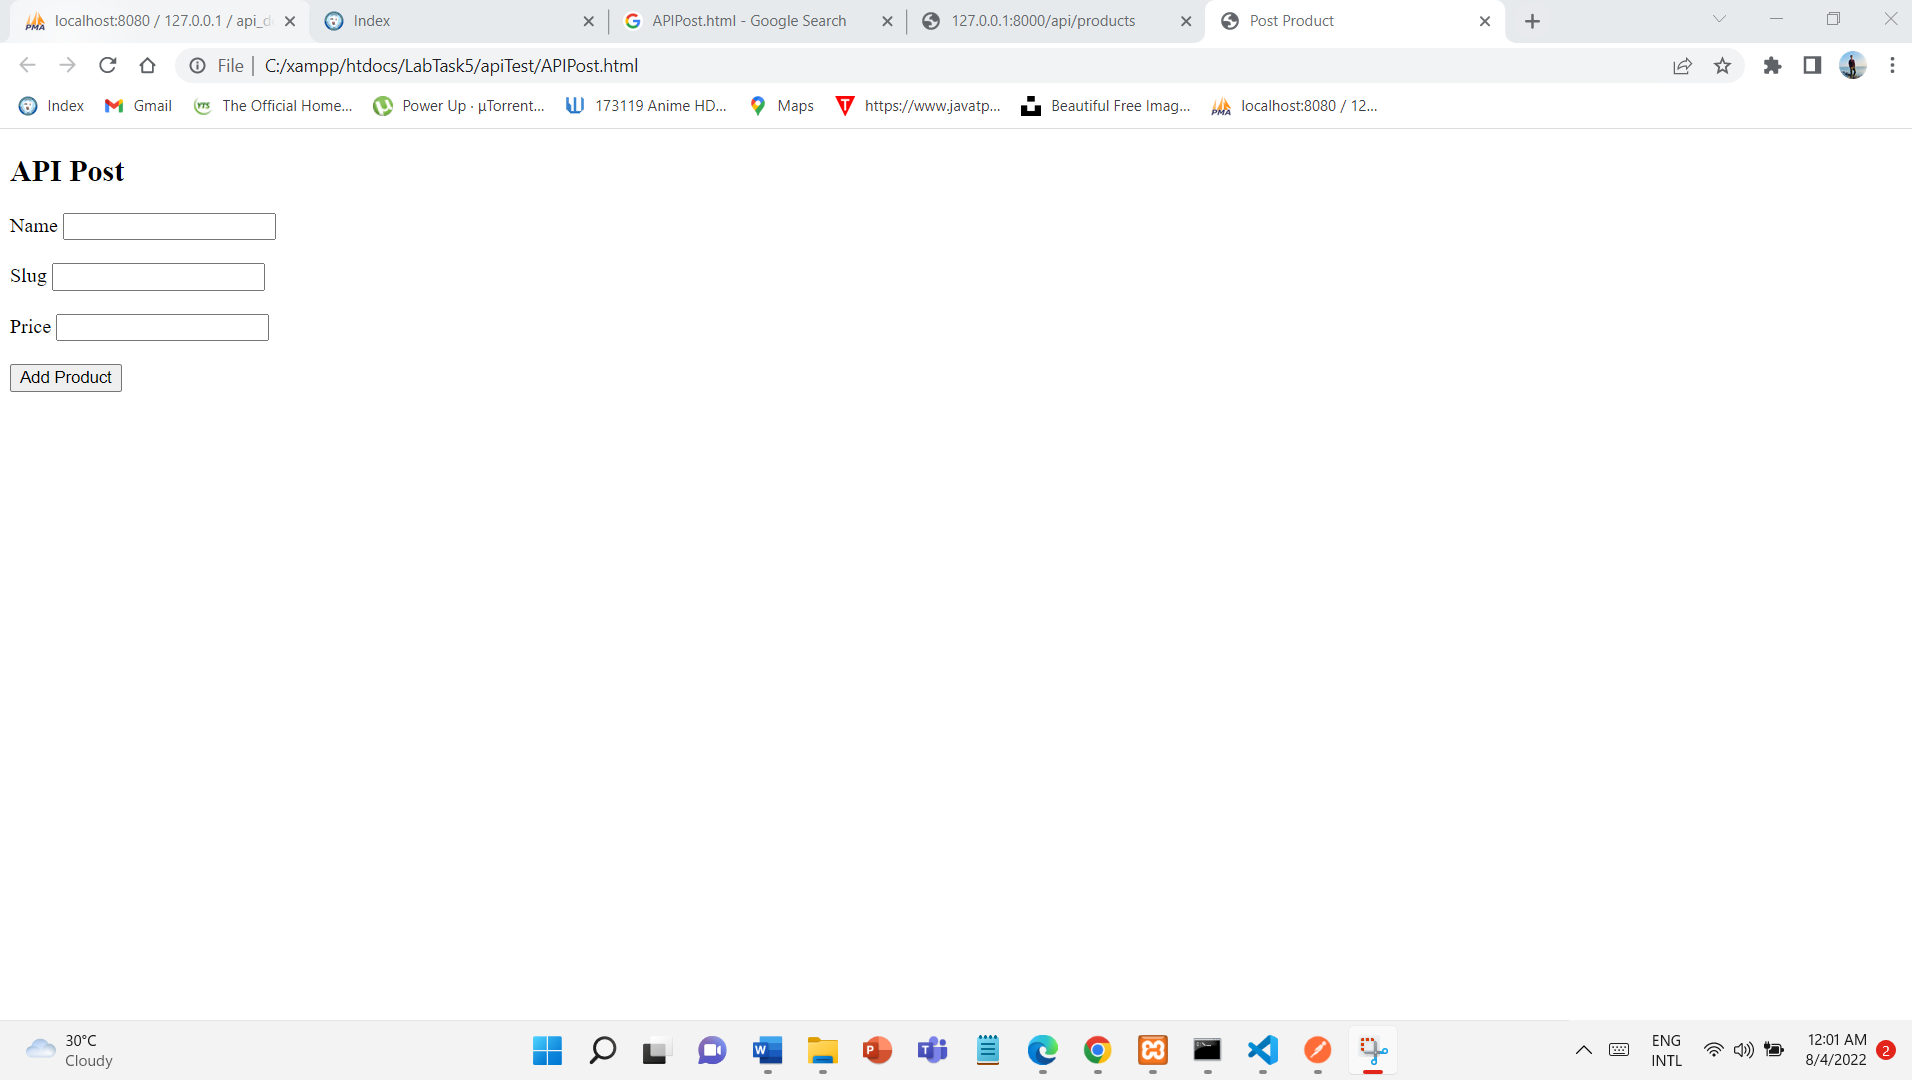 localhost:8080 / 127.0.0.1 / api_d
Index
APIPost.html - Google Search
127.0.0.1:8000/api/products
Post Product
File
C:/xampp/htdocs/LabTask5/apiTest/APIPost.html
Index
Gmail
The Official Home...
Power Up · µTorrent...
173119 Anime HD...
Maps
https://www.javatp...
Beautiful Free Imag...
localhost:8080 / 12...
API Post
Name
Slug
Price
Add Product
30°C
Cloudy
ENG
INTL
12:01 AM
8/4/2022
2